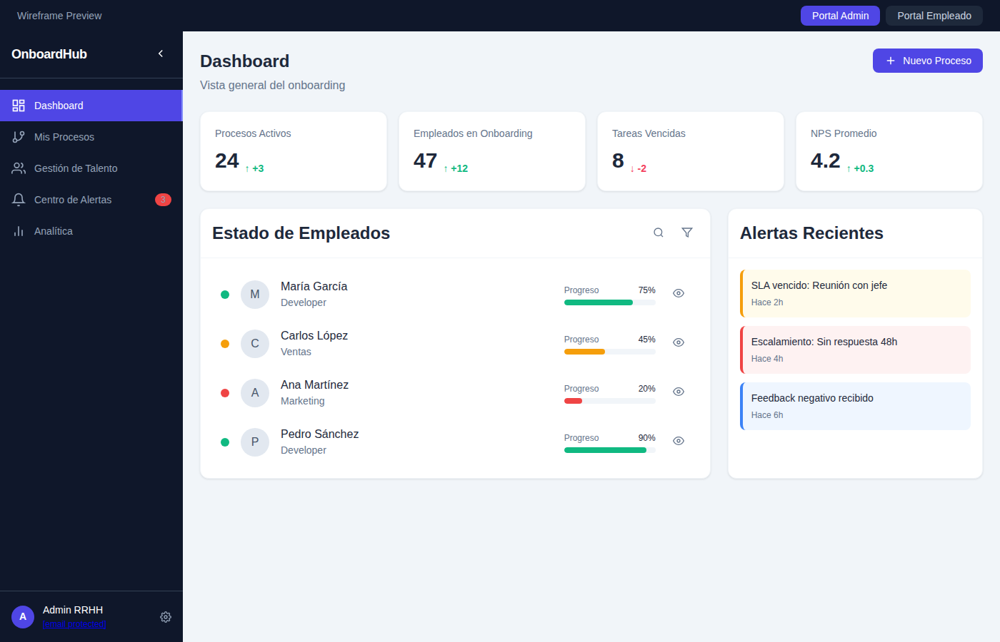 Wireframe Preview
Portal Admin
Portal Empleado
OnboardHub
Dashboard
Mis Procesos
Gestión de Talento
Centro de Alertas
3
Analítica
Admin RRHH
[email protected]
Dashboard
Vista general del onboarding
Nuevo Proceso
Procesos Activos
24 ↑ +3
Empleados en Onboarding
47 ↑ +12
Tareas Vencidas
8 ↓ -2
NPS Promedio
4.2 ↑ +0.3
Estado de Empleados
M
María García
Developer
Progreso 75%
C
Carlos López
Ventas
Progreso 45%
A
Ana Martínez
Marketing
Progreso 20%
P
Pedro Sánchez
Developer
Progreso 90%
Alertas Recientes
SLA vencido: Reunión con jefe
Hace 2h
Escalamiento: Sin respuesta 48h
Hace 4h
Feedback negativo recibido
Hace 6h
A